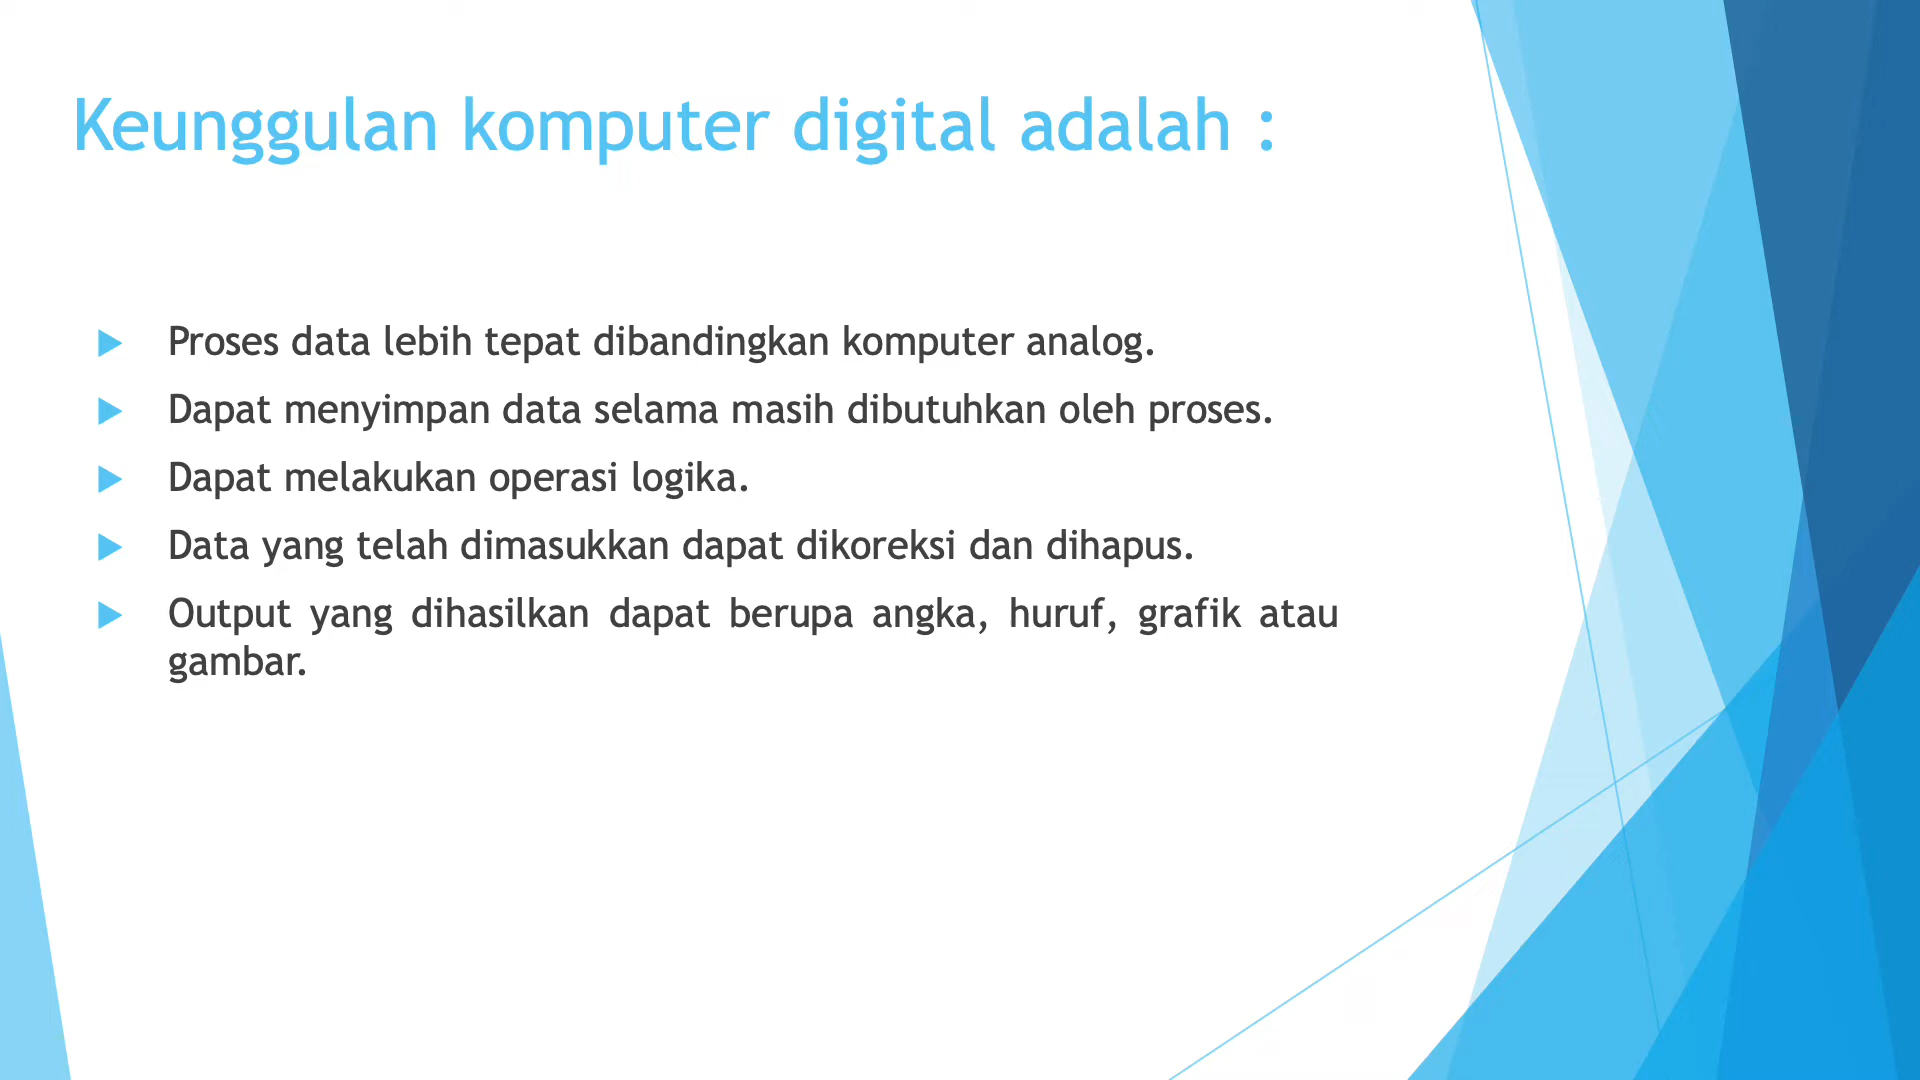 Keunggulan komputer digital adalah :
Proses data lebih tepat dibandingkan komputer analog.
Dapat menyimpan data selama masih dibutuhkan oleh proses.
Dapat melakukan operasi logika.
Data yang telah dimasukkan dapat dikoreksi dan dihapus.
Output yang dihasilkan dapat berupa angka, huruf, grafik atau
gambar.